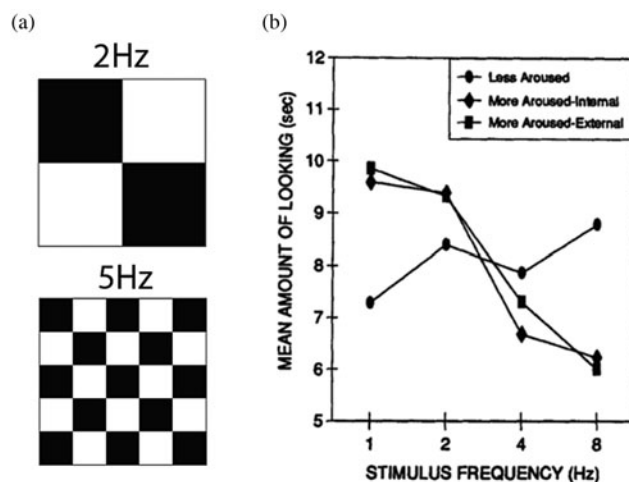 (a)
2Hz
5Hz
(b)
MEAN AMOUNT OF LOOKING (sec)
12
11
10
9
8
7
6
5
Less Aroused
More Aroused-Internal
More Aroused-External
1 2 4 8
STIMULUS FREQUENCY (Hz)